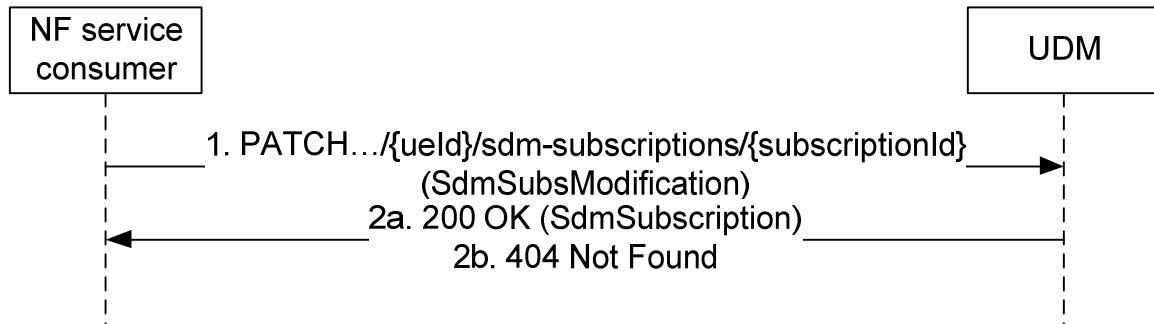 NF service
consumer
UDM
1. PATCH…/{ueId}/sdm-subscriptions/{subscriptionId}
(SdmSubsModification)
2a. 200 OK (SdmSubscription)
2b. 404 Not Found